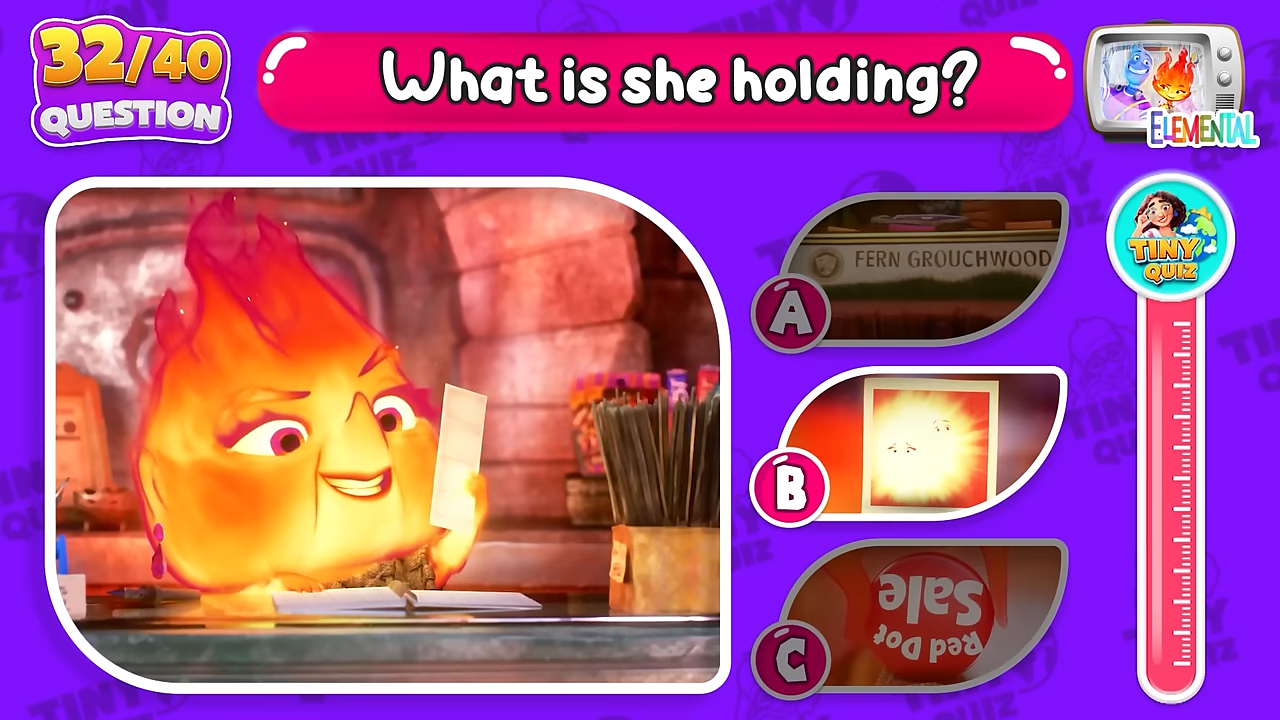 32/40
QUESTION
What is she holding?
ELEMENTAL
TINY
QUIZ
A
FERN GROUCHWOOD
B
C
Red Dot
Sale